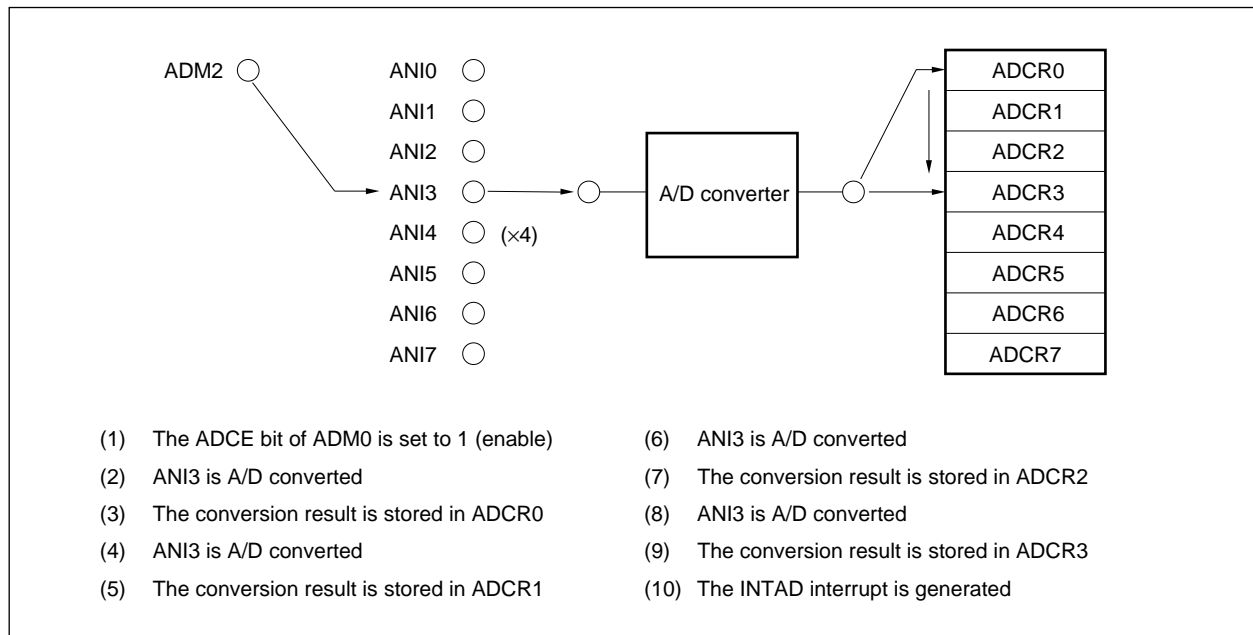 ADM2
ANI0
ANI1
ANI2
ANI3
ANI4 (×4)
ANI5
ANI6
ANI7
A/D converter
ADCR0
ADCR1
ADCR2
ADCR3
ADCR4
ADCR5
ADCR6
ADCR7
(1) The ADCE bit of ADM0 is set to 1 (enable)
(2) ANI3 is A/D converted
(3) The conversion result is stored in ADCR0
(4) ANI3 is A/D converted
(5) The conversion result is stored in ADCR1
(6) ANI3 is A/D converted
(7) The conversion result is stored in ADCR2
(8) ANI3 is A/D converted
(9) The conversion result is stored in ADCR3
(10) The INTAD interrupt is generated